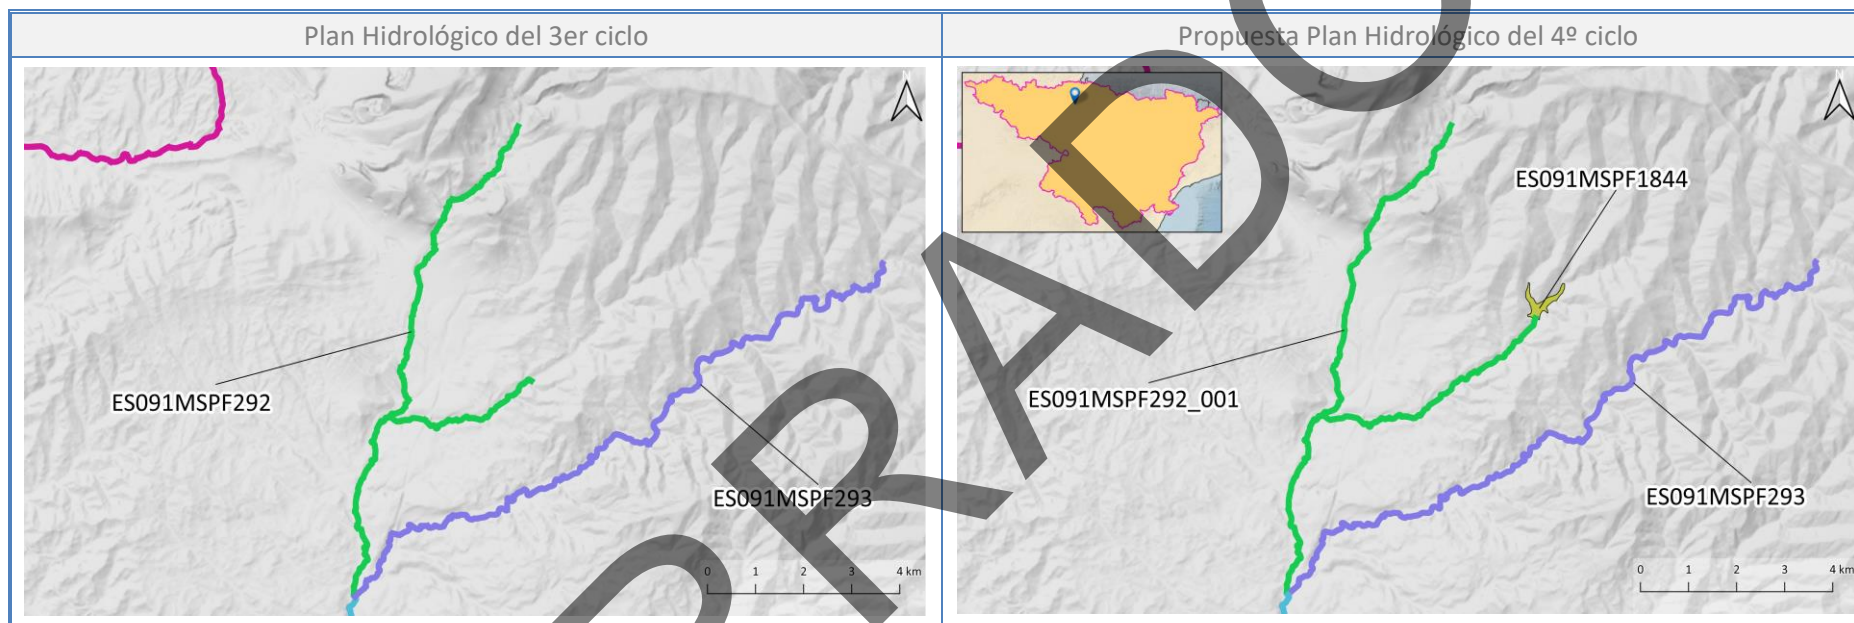 Plan Hidrológico del 3er ciclo
Propuesta Plan Hidrológico del 4º ciclo
N
ES091MSPF292
ES091MSPF293
0 1 2 3 4 km
N
ES091MSPF1844
ES091MSPF292_001
ES091MSPF293
0 1 2 3 4 km